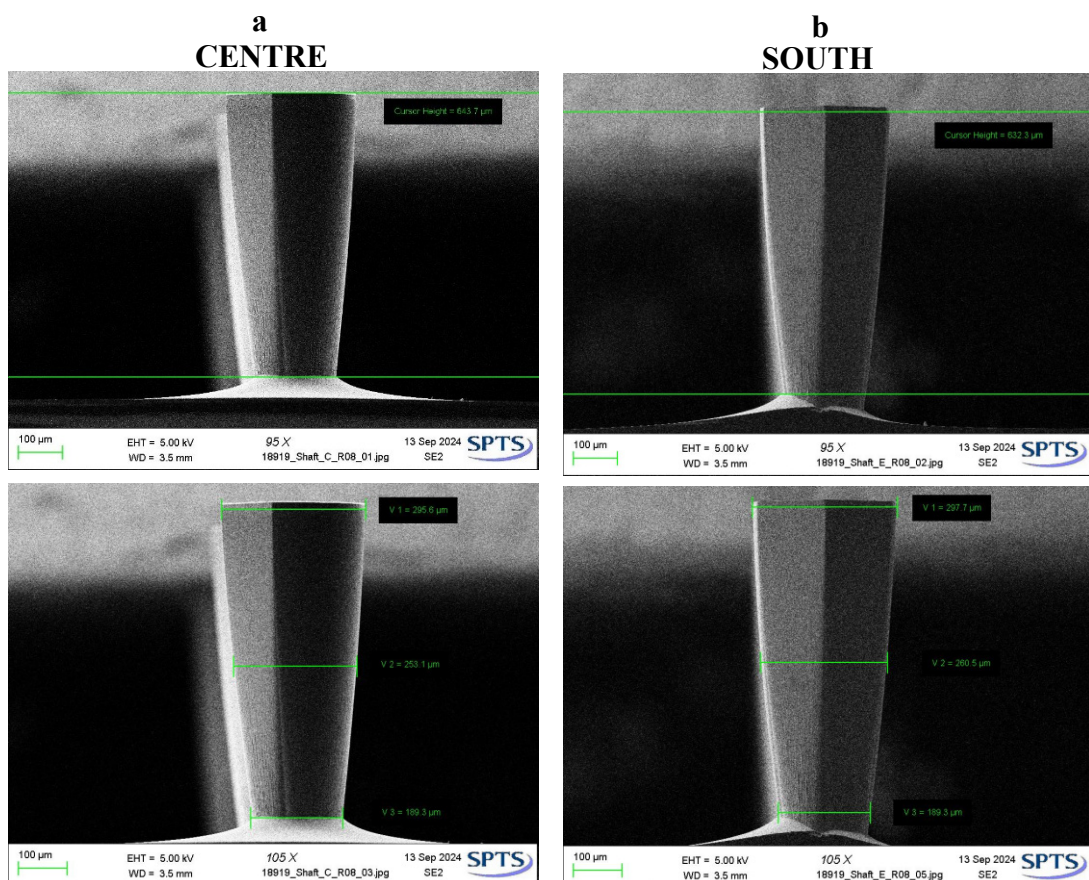 a
CENTRE
b
SOUTH
Cursor Height = 643.7 µm
100 µm
EHT = 5.00 kV
WD = 3.5 mm
95 X
18919_Shaft_C_R08_01.jpg
13 Sep 2024
SE2
SPTS
Cursor Height = 632.3 µm
100 µm
EHT = 5.00 kV
WD = 3.5 mm
95 X
18919_Shaft_E_R08_02.jpg
13 Sep 2024
SE2
SPTS
V 1 = 295.6 µm
V 2 = 253.1 µm
V 3 = 189.3 µm
100 µm
EHT = 5.00 kV
WD = 3.5 mm
105 X
18919_Shaft_C_R08_03.jpg
13 Sep 2024
SE2
SPTS
V 1 = 297.7 µm
V 2 = 260.5 µm
V 3 = 189.3 µm
100 µm
EHT = 5.00 kV
WD = 3.5 mm
105 X
18919_Shaft_E_R08_05.jpg
13 Sep 2024
SE2
SPTS